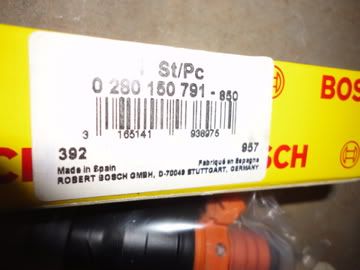 1 St/Pc
0 280 150 791 - 850
BOSCH
3 165141 938975
392 957
Made in Spain Fabriqué en Espagne
ROBERT BOSCH GMBH, D-70049 STUTTGART, GERMANY